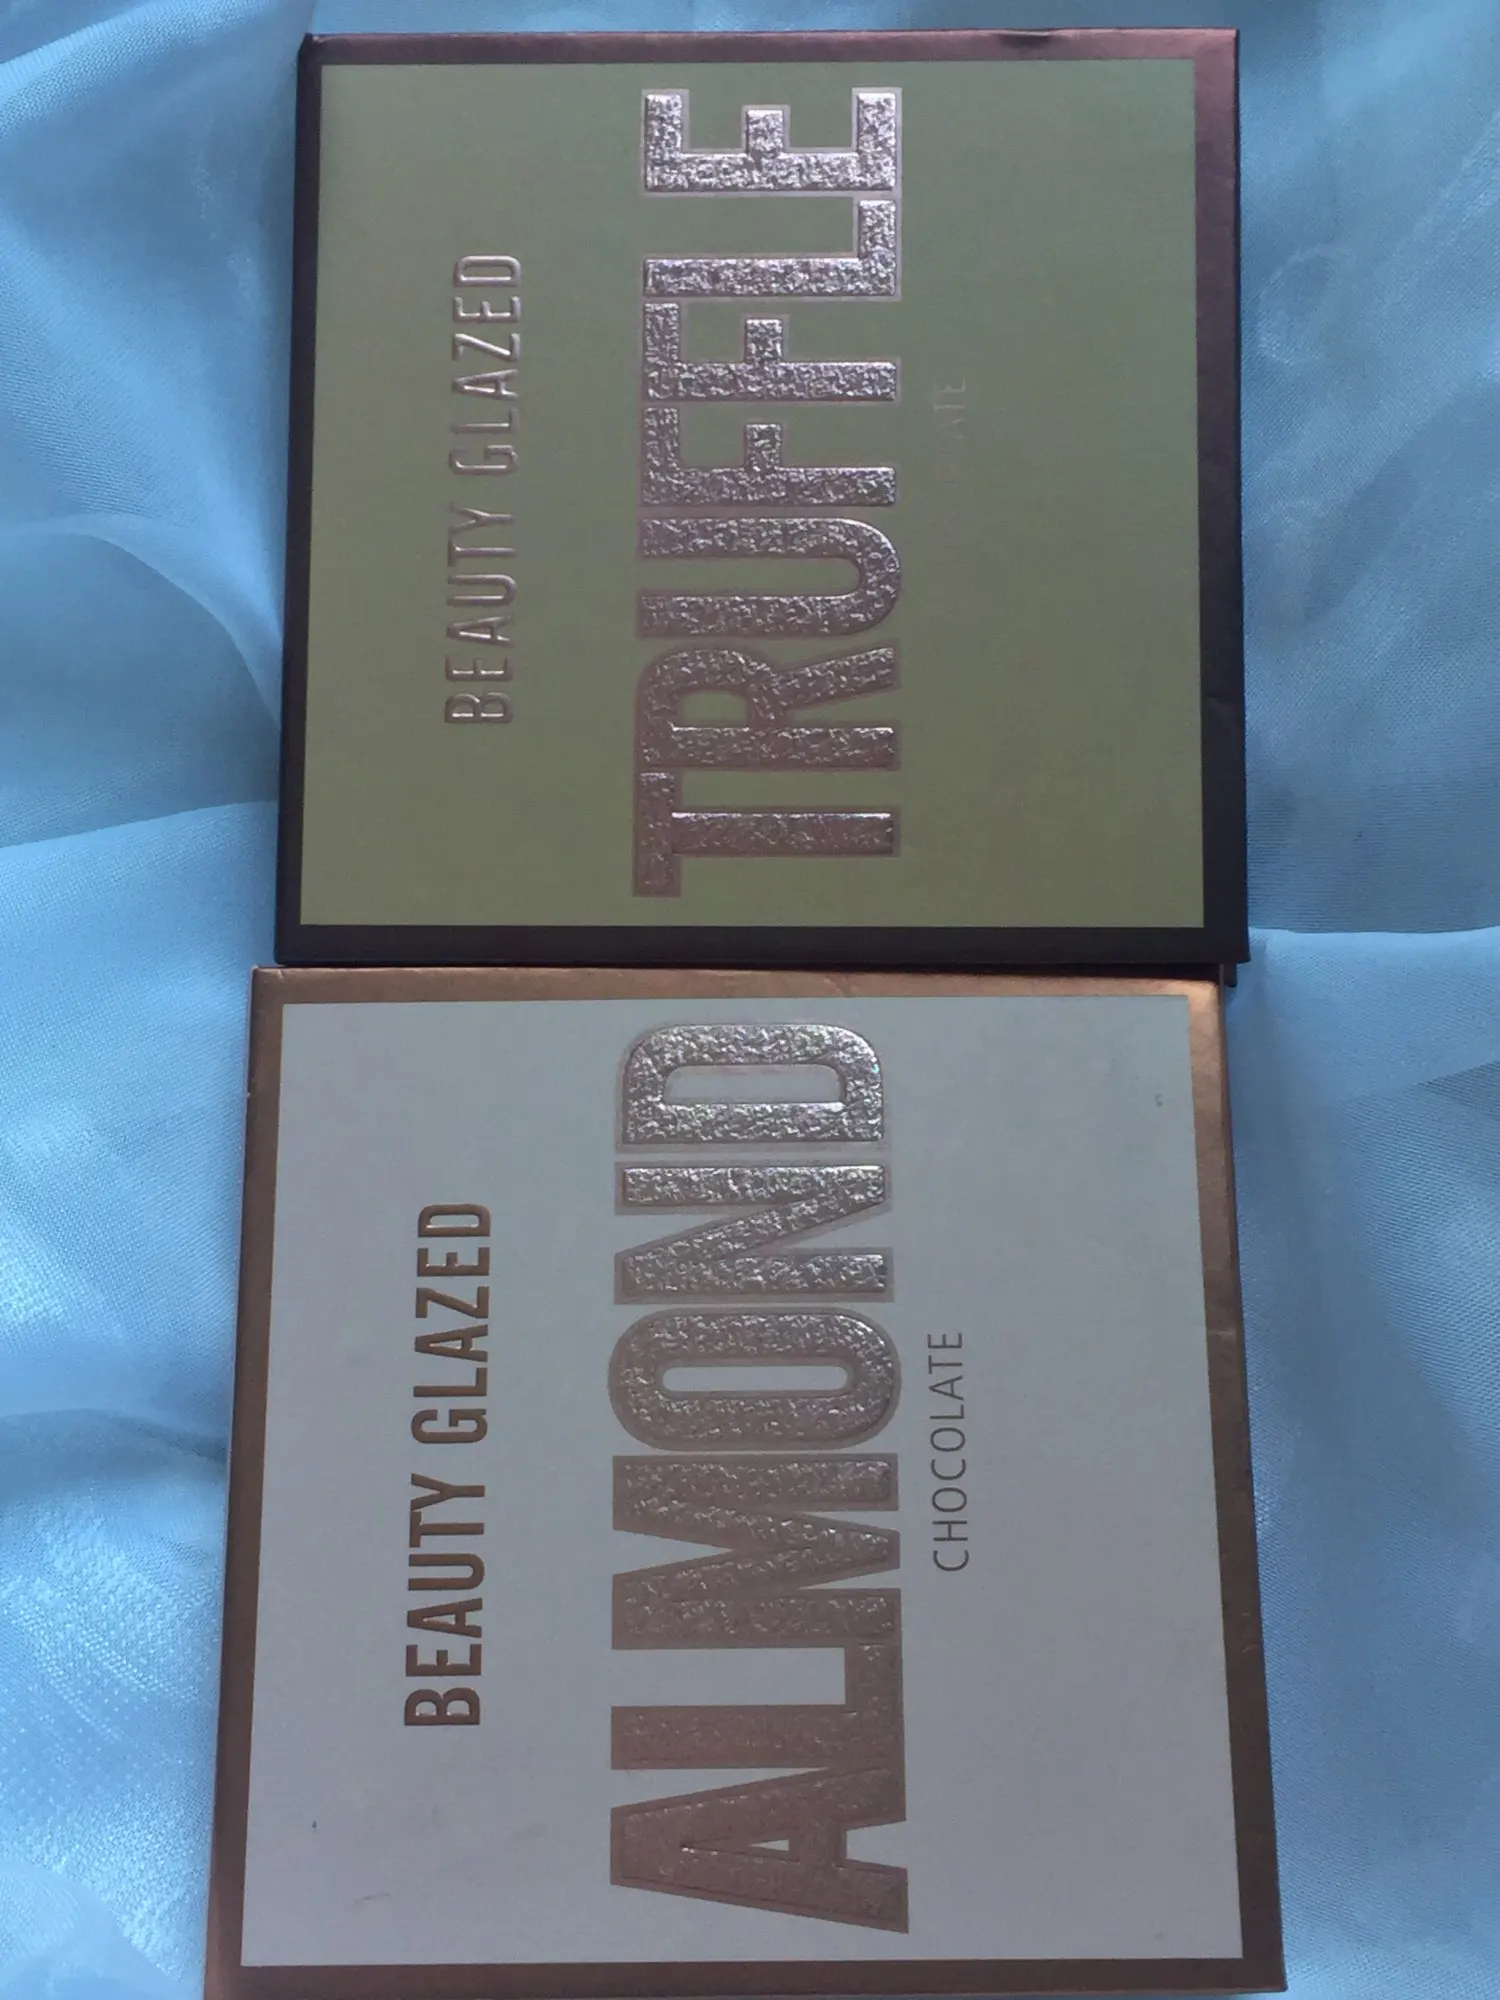 BEAUTY GLAZED
TRUFFLE
BEAUTY GLAZED
ALMOND
CHOCOLATE